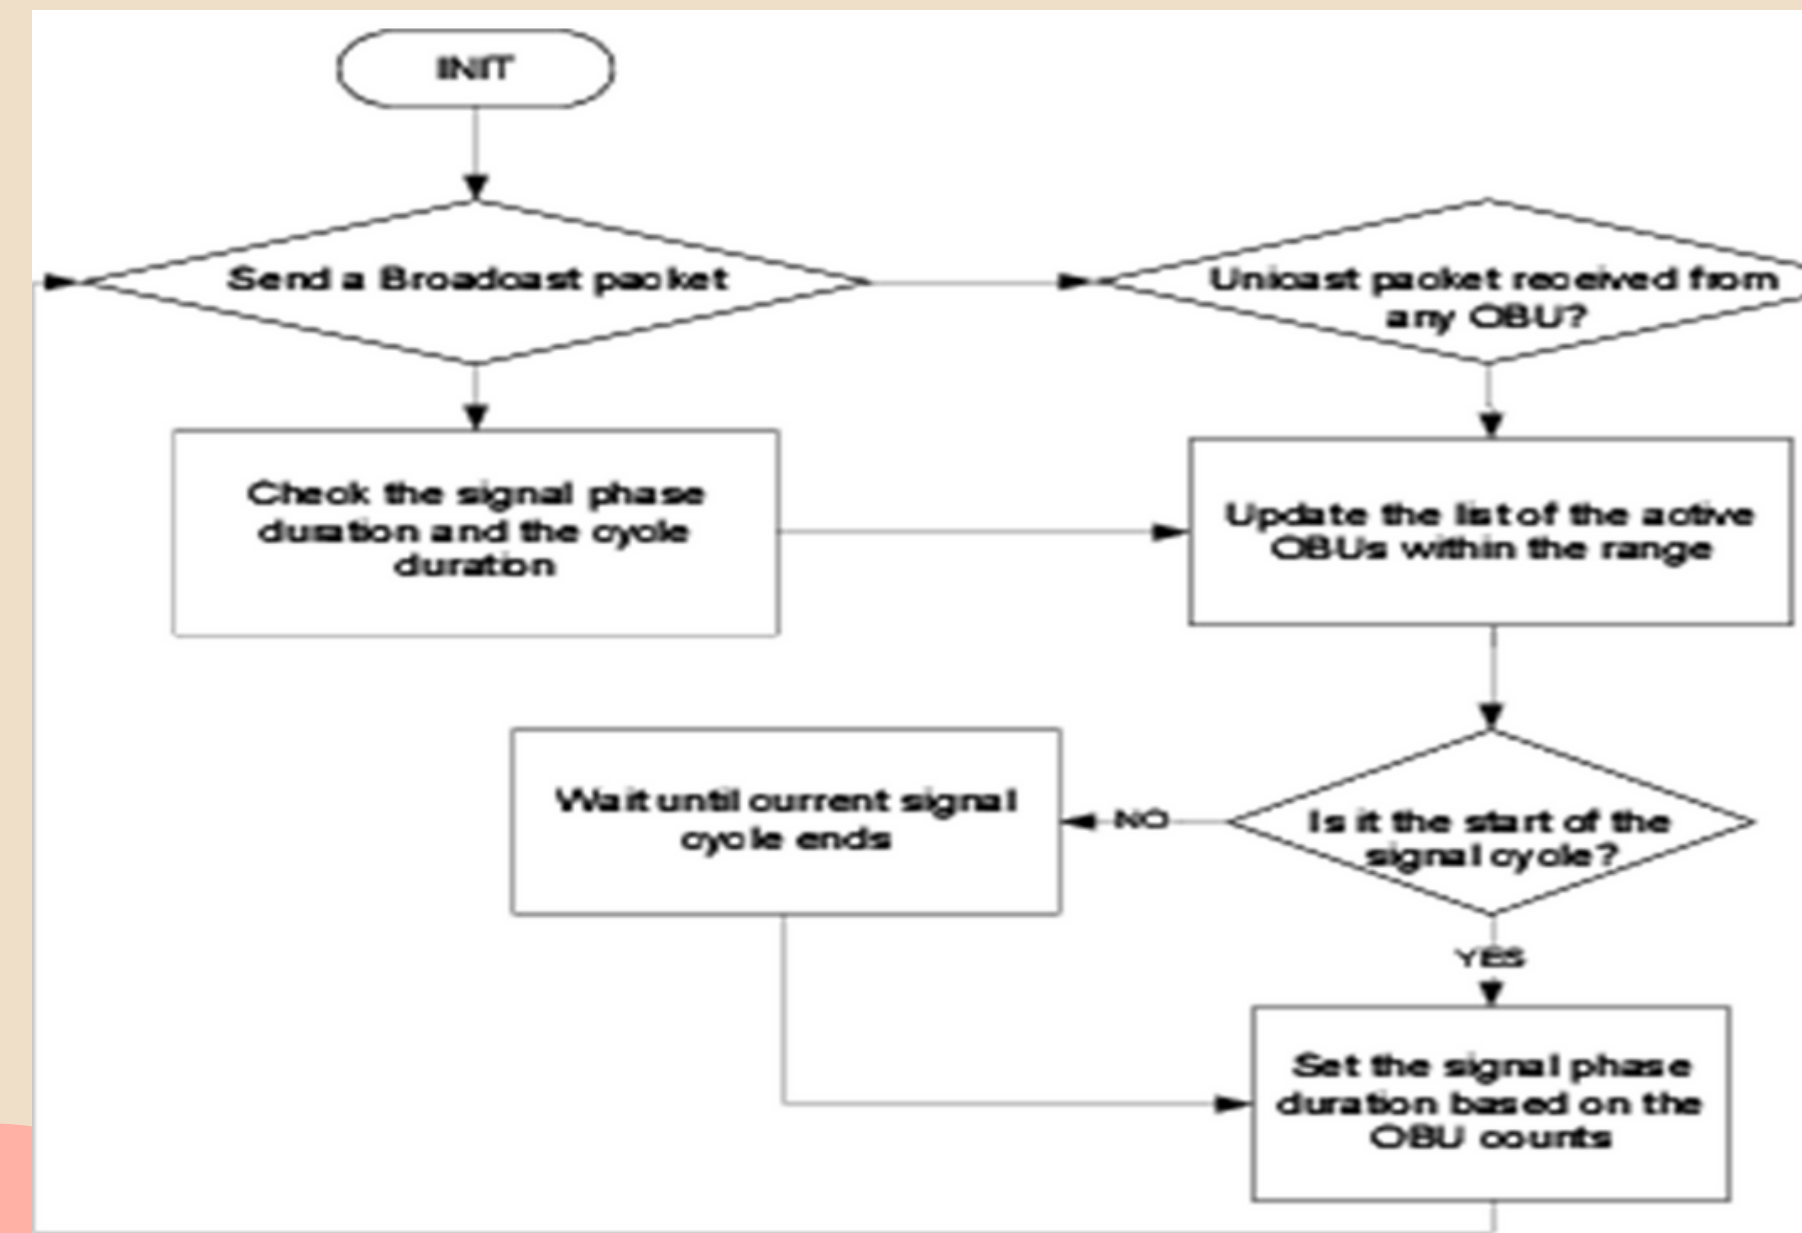 INIT
Send a Broadcast packet
Unicast packet received from
any OBU?
Check the signal phase
duration and the cycle
duration
Update the list of the active
OBUs within the range
Wait until current signal
cycle ends
NO
Is it the start of the
signal cycle?
YES
Set the signal phase
duration based on the
OBU counts